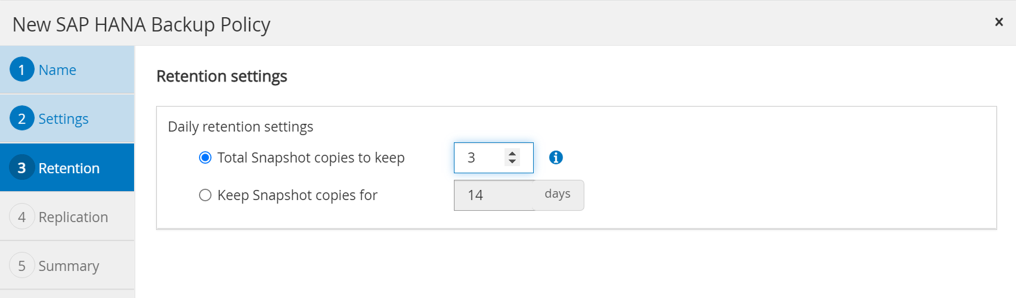 New SAP HANA Backup Policy
×
1 Name
2 Settings
3 Retention
4 Replication
5 Summary
Retention settings
Daily retention settings
Total Snapshot copies to keep 3 i
Keep Snapshot copies for 14 days